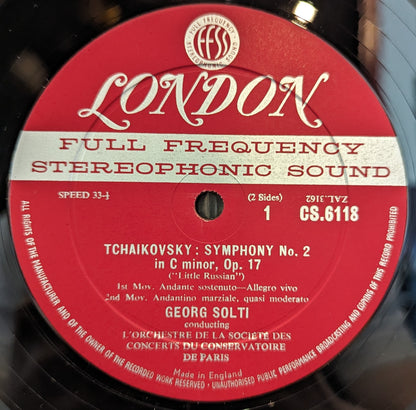 FULL FREQUENCY
STEREOPHONIC SOUND
FFSS
LONDON
FULL FREQUENCY
STEREOPHONIC SOUND
SPEED 33⅓
(2 Sides)
1
ZAL.3162
CS.6118
TCHAIKOVSKY: SYMPHONY No. 2
in C minor, Op. 17
("Little Russian")
1st Mov. Andante sostenuto—Allegro vivo
2nd Mov. Andantino marziale, quasi moderato
GEORG SOLTI
conducting
L'ORCHESTRE DE LA SOCIÉTÉ DES
CONCERTS DU CONSERVATOIRE
DE PARIS
Made in England
ALL RIGHTS OF THE MANUFACTURER AND OF THE OWNER OF THE RECORDED WORK RESERVED • UNAUTHORISED PUBLIC PERFORMANCE BROADCASTING AND COPYING OF THIS RECORD PROHIBITED